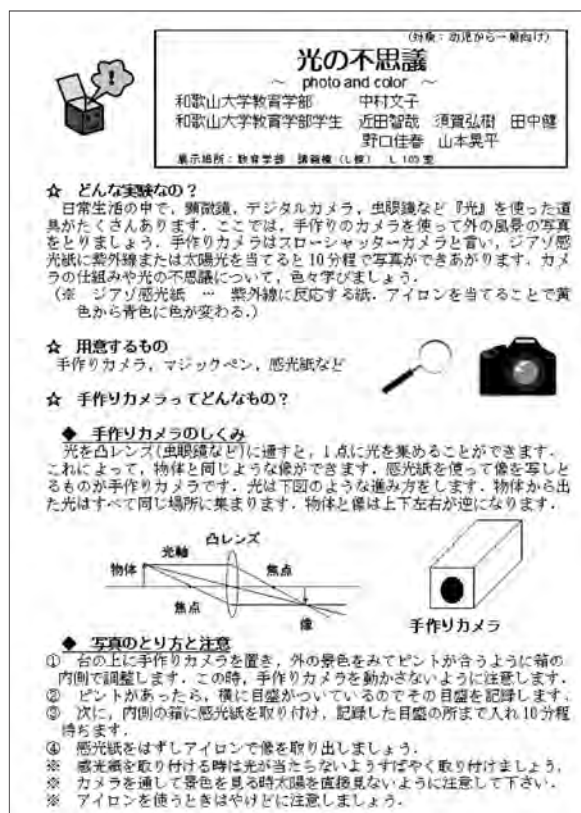 (対象：幼児から一般向け)
光の不思議
～ photo and color ～
和歌山大学教育学部 中村文子
和歌山大学教育学部学生 近田智哉 須賀弘樹 田中健
野口佳春 山本晃平
展示場所：教育学部 講義棟（L棟） L 103 室
!
☆ どんな実験なの？
日常生活の中で，顕微鏡，デジタルカメラ，虫眼鏡など『光』を使った道
具がたくさんあります．ここでは，手作りのカメラを使って外の風景の写真
をとりましょう．手作りカメラはスローシャッターカメラと言い，ジアゾ感
光紙に紫外線または太陽光を当てると10分程で写真ができあがります．カメ
ラの仕組みや光の不思議について，色々学びましょう．
（※ ジアゾ感光紙 … 紫外線に反応する紙．アイロンを当てることで黄
色から青色に色が変わる．）
☆ 用意するもの
手作りカメラ，マジックペン，感光紙など
☆ 手作りカメラってどんなもの？
◆ 手作りカメラのしくみ
光を凸レンズ(虫眼鏡など)に通すと，1点に光を集めることができます．
これによって，物体と同じような像ができます．感光紙を使って像を写しと
るものが手作りカメラです．光は下図のような進み方をします．物体から出
た光はすべて同じ場所に集まります．物体と像は上下左右が逆になります．
凸レンズ
光軸
物体
焦点
焦点
像
手作りカメラ
◆ 写真のとり方と注意
① 台の上に手作りカメラを置き，外の景色をみてピントが合うように箱の
内側で調整します．この時，手作りカメラを動かさないように注意します．
② ピントがあったら，横に目盛がついているのでその目盛を記録します．
③ 次に，内側の箱に感光紙を取り付け，記録した目盛の所まで入れ10分程
待ちます．
④ 感光紙をはずしアイロンで像を取り出しましょう．
※ 感光紙を取り付ける時は光が当たらないようすばやく取り付けましょう．
※ カメラを通して景色を見る時太陽を直接見ないように注意して下さい．
※ アイロンを使うときはやけどに注意しましょう．